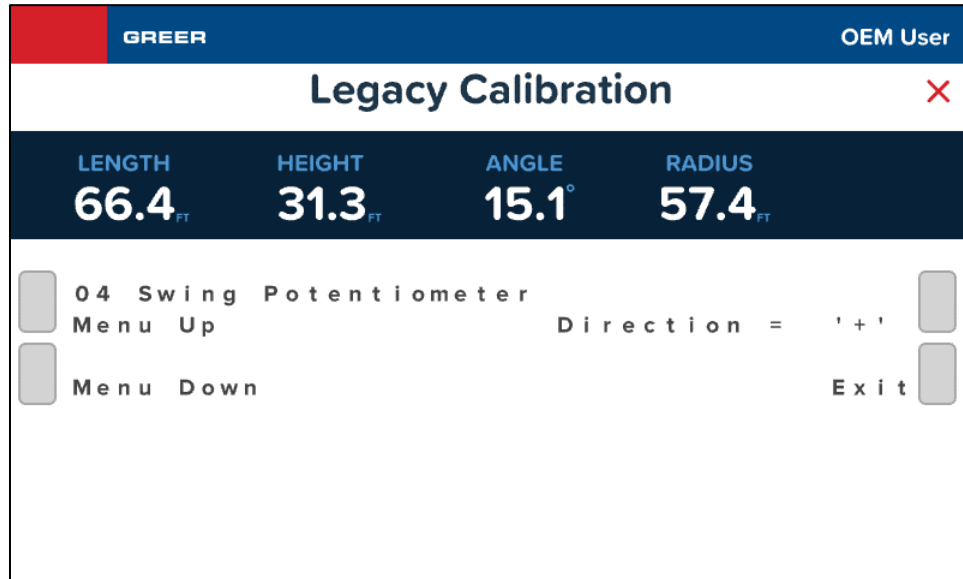 GREER OEM User
Legacy Calibration
LENGTH HEIGHT ANGLE RADIUS
66.4 FT 31.3 FT 15.1° 57.4 FT
04 Swing Potentiometer
Menu Up Direction = '+'
Menu Down Exit